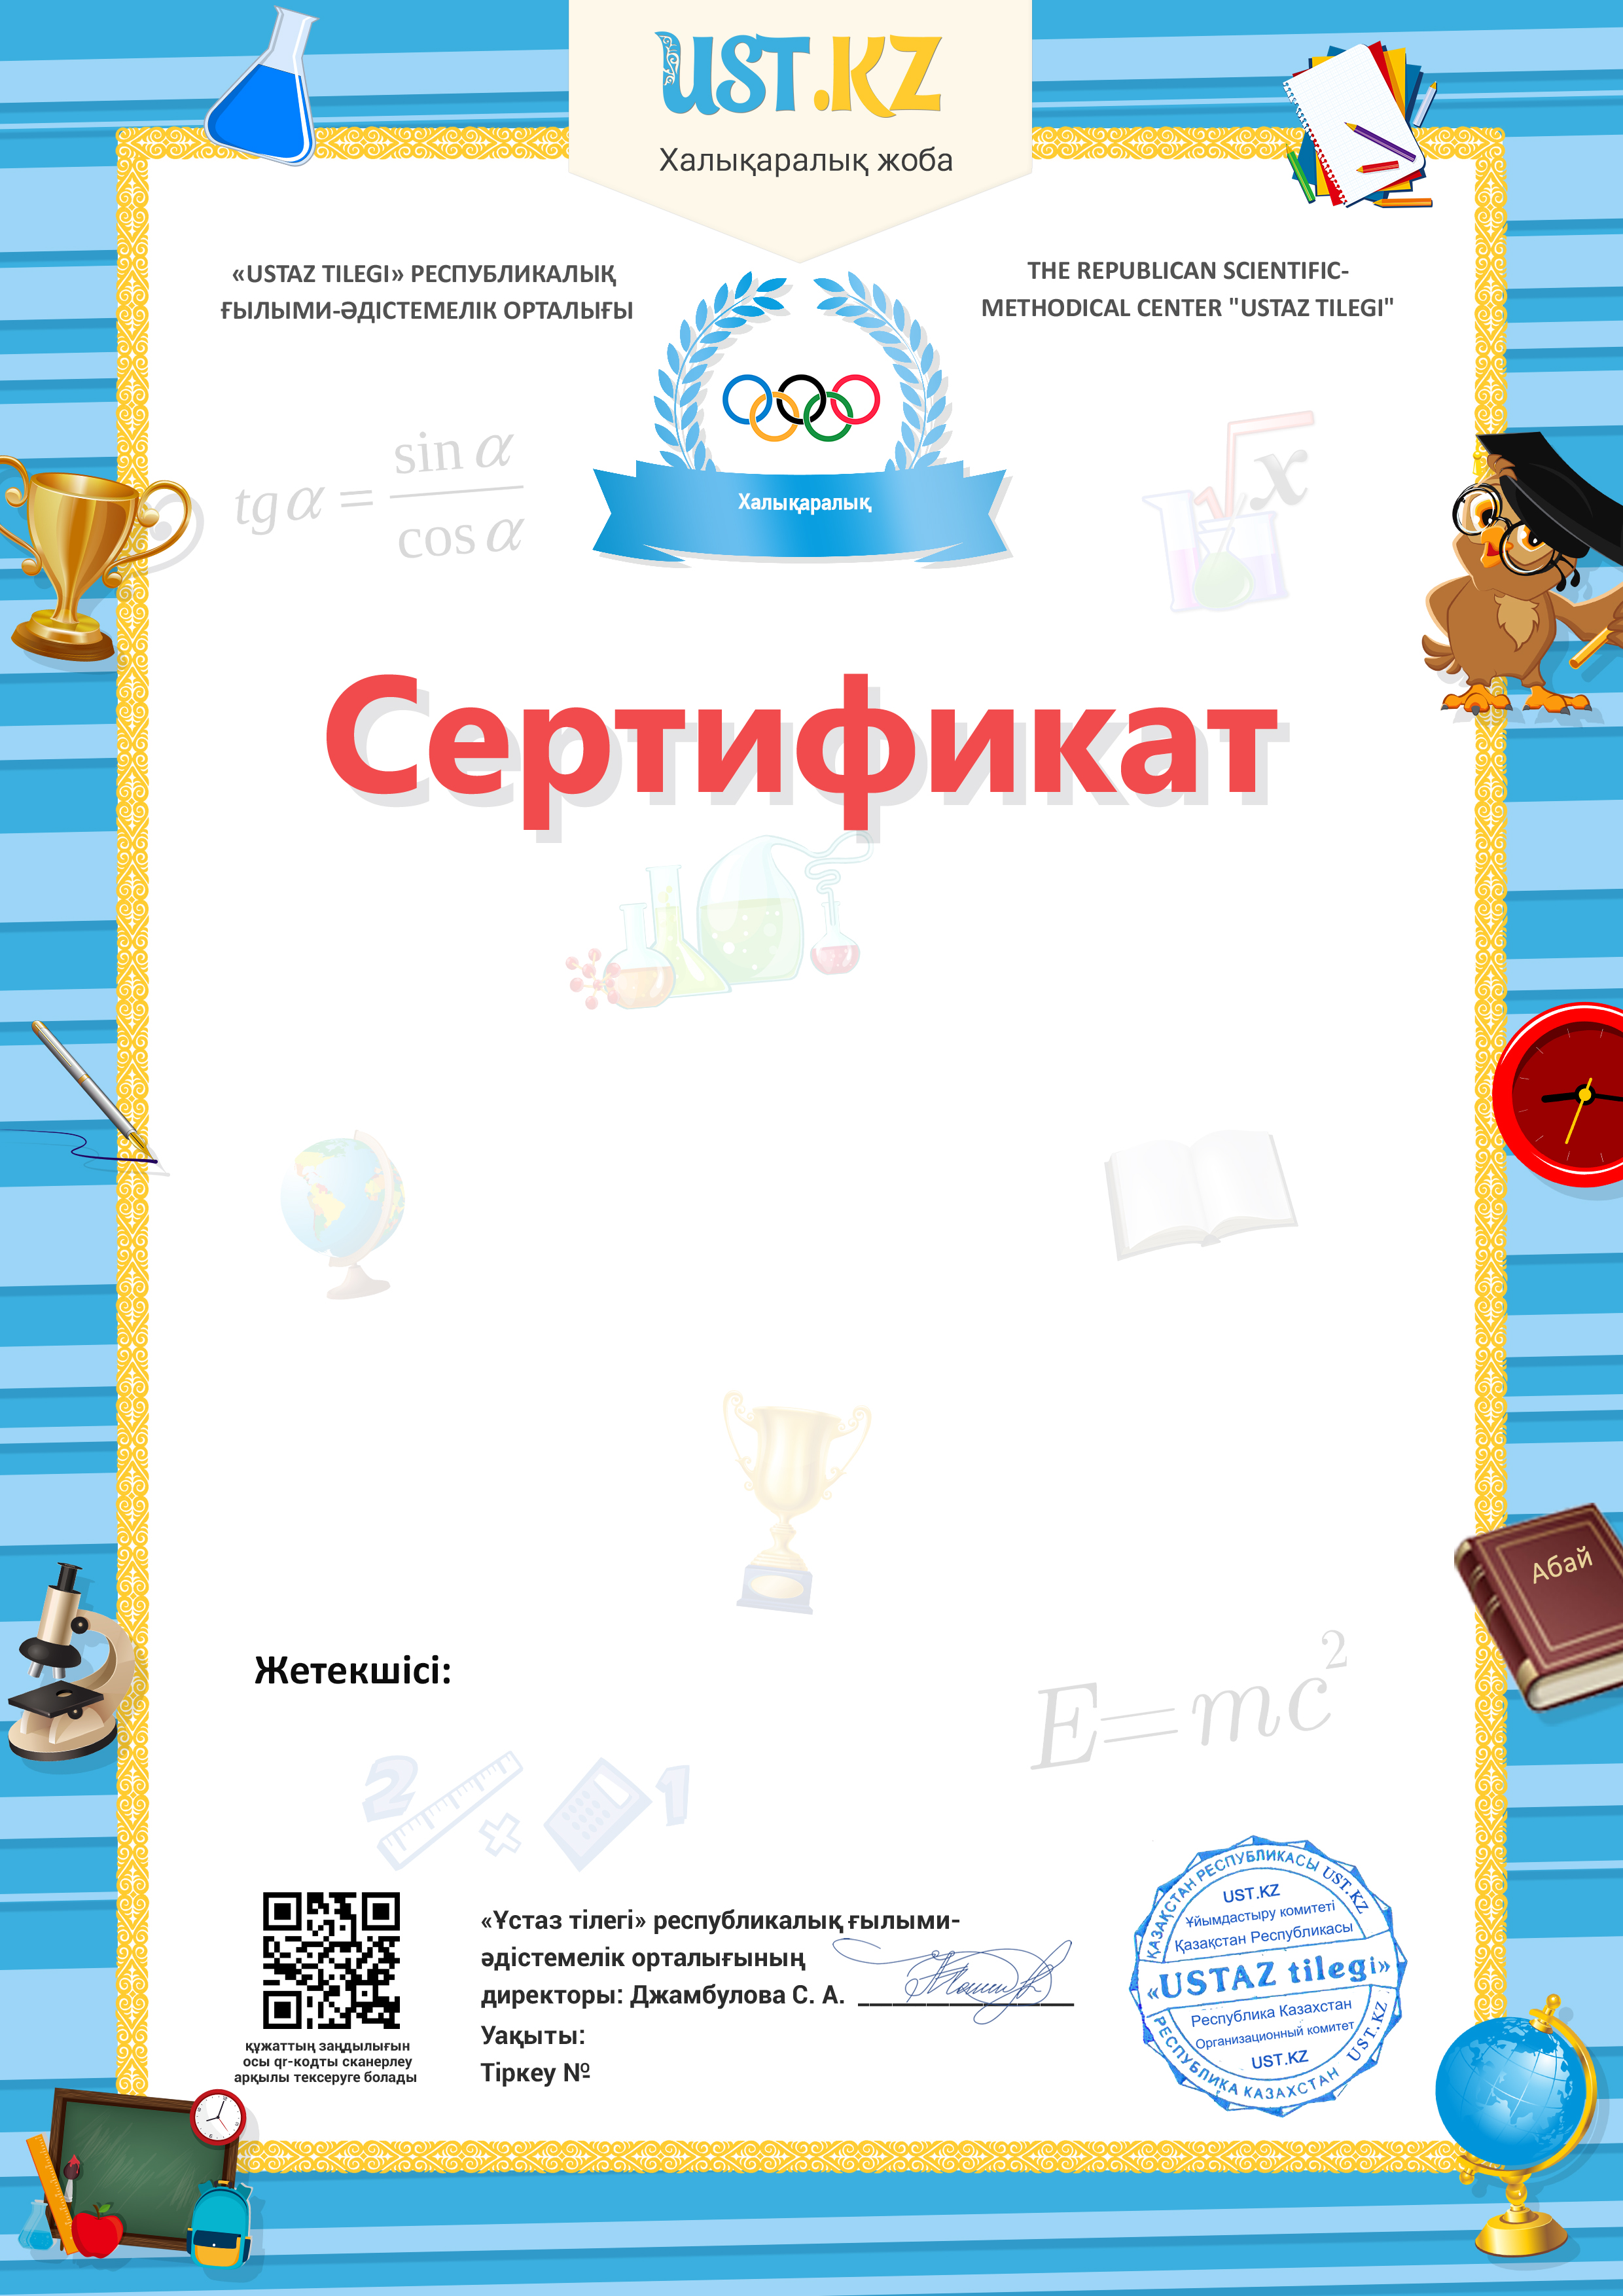 UST.KZ
Халықаралық жоба
«USTAZ TILEGI» РЕСПУБЛИКАЛЫҚ
ҒЫЛЫМИ-ӘДІСТЕМЕЛІК ОРТАЛЫҒЫ
THE REPUBLICAN SCIENTIFIC-
METHODICAL CENTER "USTAZ TILEGI"
tgα = sin α / cos α
√x
Халықаралық
Сертификат
Абай
Жетекшісі:
E=mc²
2
1
«Ұстаз тілегі» республикалық ғылыми-
әдістемелік орталығының
директоры: Джамбулова С. А.
Уақыты:
Тіркеу №
құжаттың заңдылығын
осы qr-кодты сканерлеу
арқылы тексеруге болады
ҚАЗАҚСТАН РЕСПУБЛИКАСЫ UST.KZ
UST.KZ
Ұйымдастыру комитеті
Қазақстан Республикасы
«USTAZ tilegi»
Республика Казахстан
Организационный комитет
UST.KZ
РЕСПУБЛИКА КАЗАХСТАН UST.KZ